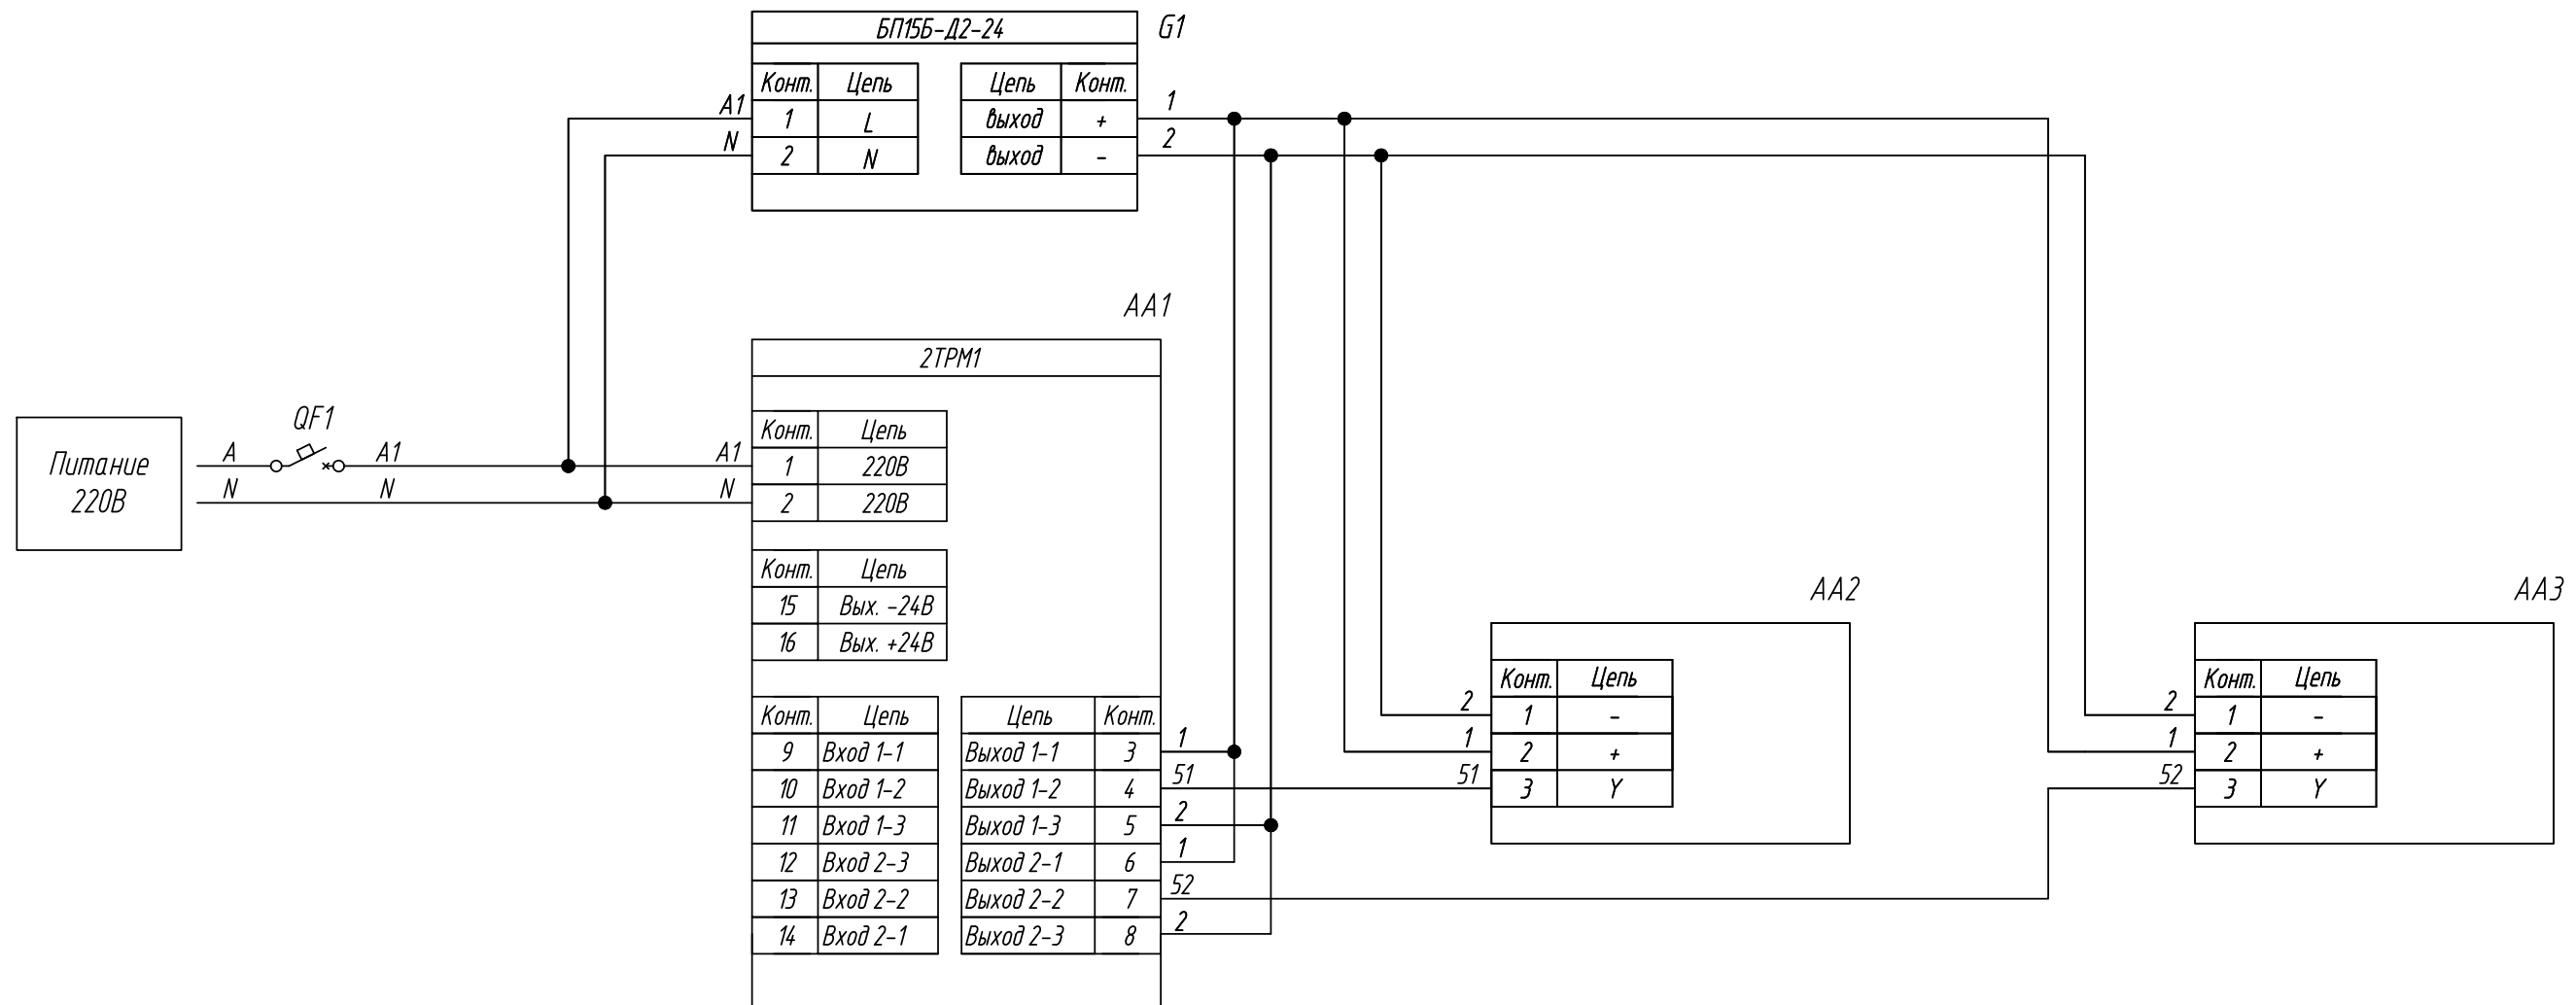 БП15Б-Д2-24
G1
Конт. Цепь Цепь Конт.
A1 1 L выход + 1
N 2 N выход - 2
AA1
2ТРМ1
Питание
220В
QF1
A A1 A1
N N N
Конт. Цепь
1 220В
2 220В
Конт. Цепь
15 Вых. -24В
16 Вых. +24В
Конт. Цепь Цепь Конт.
9 Вход 1-1 Выход 1-1 3 1
10 Вход 1-2 Выход 1-2 4 51
11 Вход 1-3 Выход 1-3 5 2
12 Вход 2-3 Выход 2-1 6 1
13 Вход 2-2 Выход 2-2 7 52
14 Вход 2-1 Выход 2-3 8 2
AA2
Конт. Цепь
2 1 -
1 2 +
51 3 Y
AA3
Конт. Цепь
2 1 -
1 2 +
52 3 Y